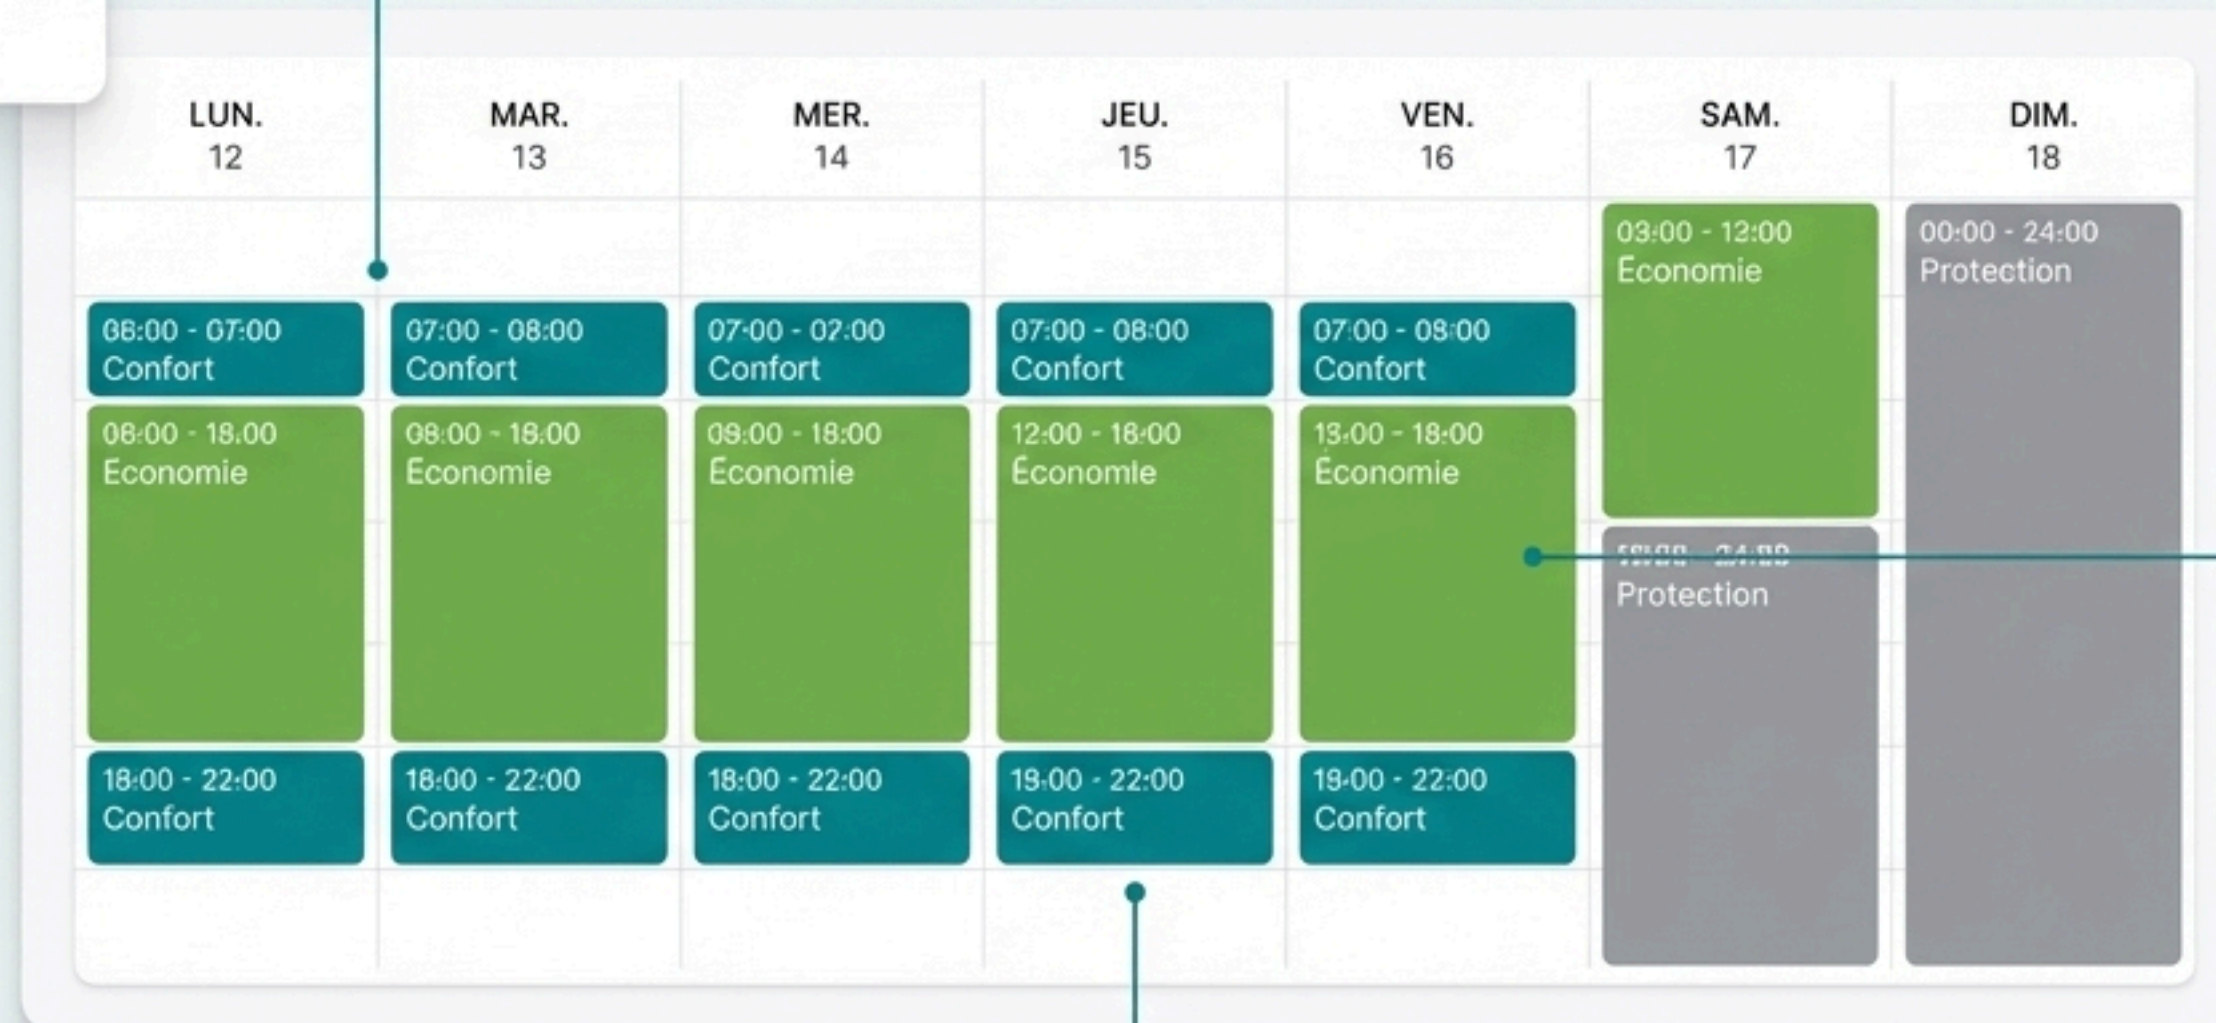 LUN.
12
MAR.
13
MER.
14
JEU.
15
VEN.
16
SAM.
17
DIM.
18
03:00 - 12:00
Économie
00:00 - 24:00
Protection
07:00
Confort
07:00 - 08:00
Confort
07:00 - 02:00
Confort
07:00 - 08:00
Confort
07:00 - 08:00
Confort
08:00 - 18:00
Economie
08:00 - 18:00
Economie
09:00 - 18:00
Économie
12:00 - 18:00
Économle
13:00 - 18:00
Économie
Protection
18:00 - 22:00
Confort
18:00 - 22:00
Confort
18:00 - 22:00
Confort
19:00 - 22:00
Confort
19:00 - 22:00
Confort